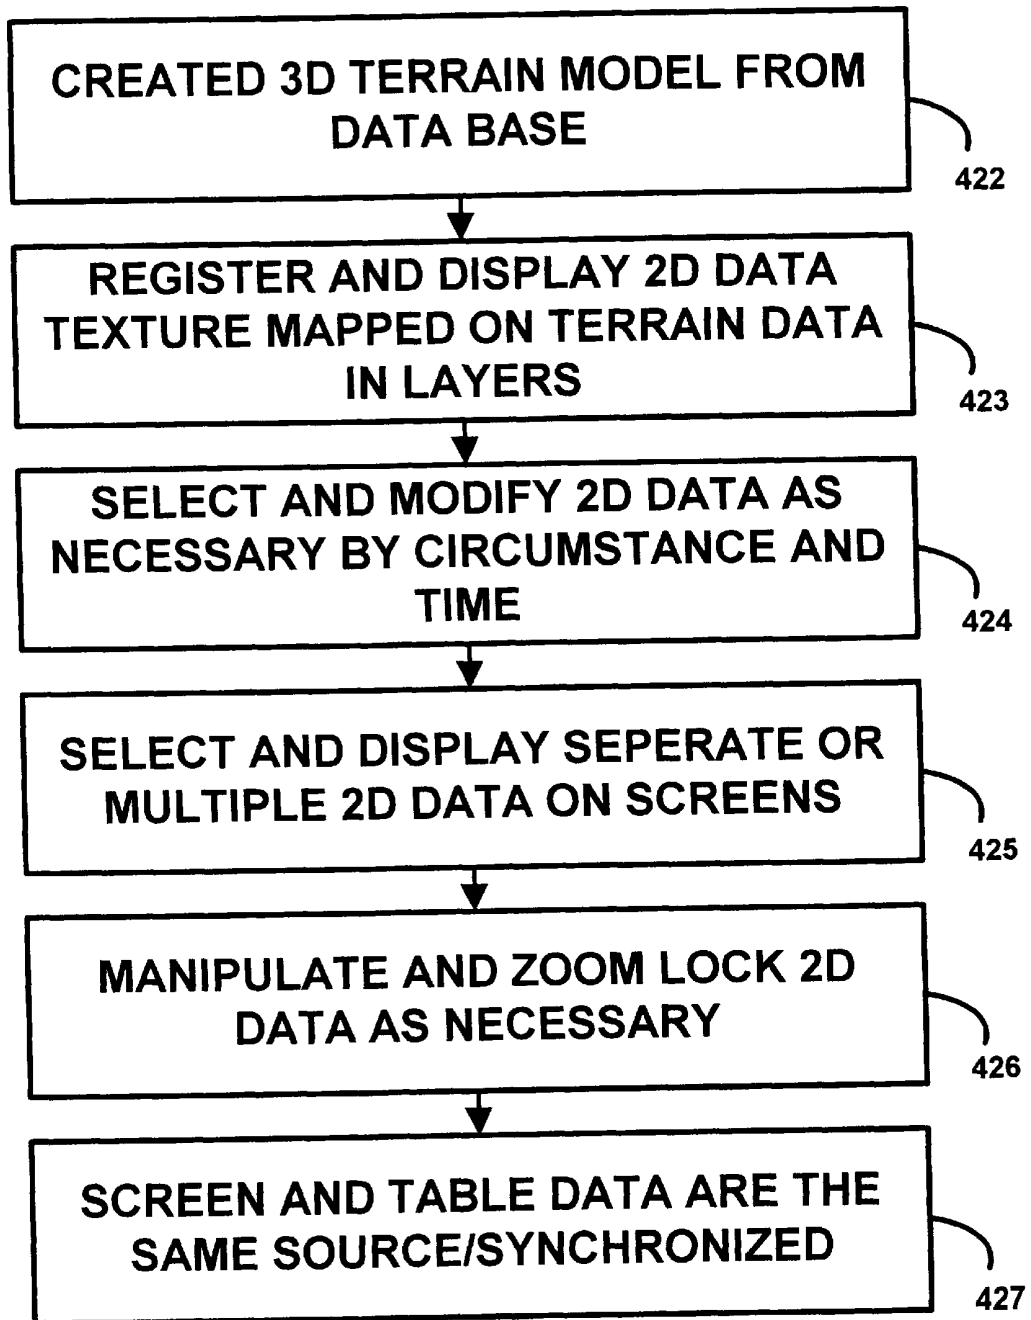 CREATED 3D TERRAIN MODEL FROM
DATA BASE
422
REGISTER AND DISPLAY 2D DATA
TEXTURE MAPPED ON TERRAIN DATA
IN LAYERS
423
SELECT AND MODIFY 2D DATA AS
NECESSARY BY CIRCUMSTANCE AND
TIME
424
SELECT AND DISPLAY SEPERATE OR
MULTIPLE 2D DATA ON SCREENS
425
MANIPULATE AND ZOOM LOCK 2D
DATA AS NECESSARY
426
SCREEN AND TABLE DATA ARE THE
SAME SOURCE/SYNCHRONIZED
427